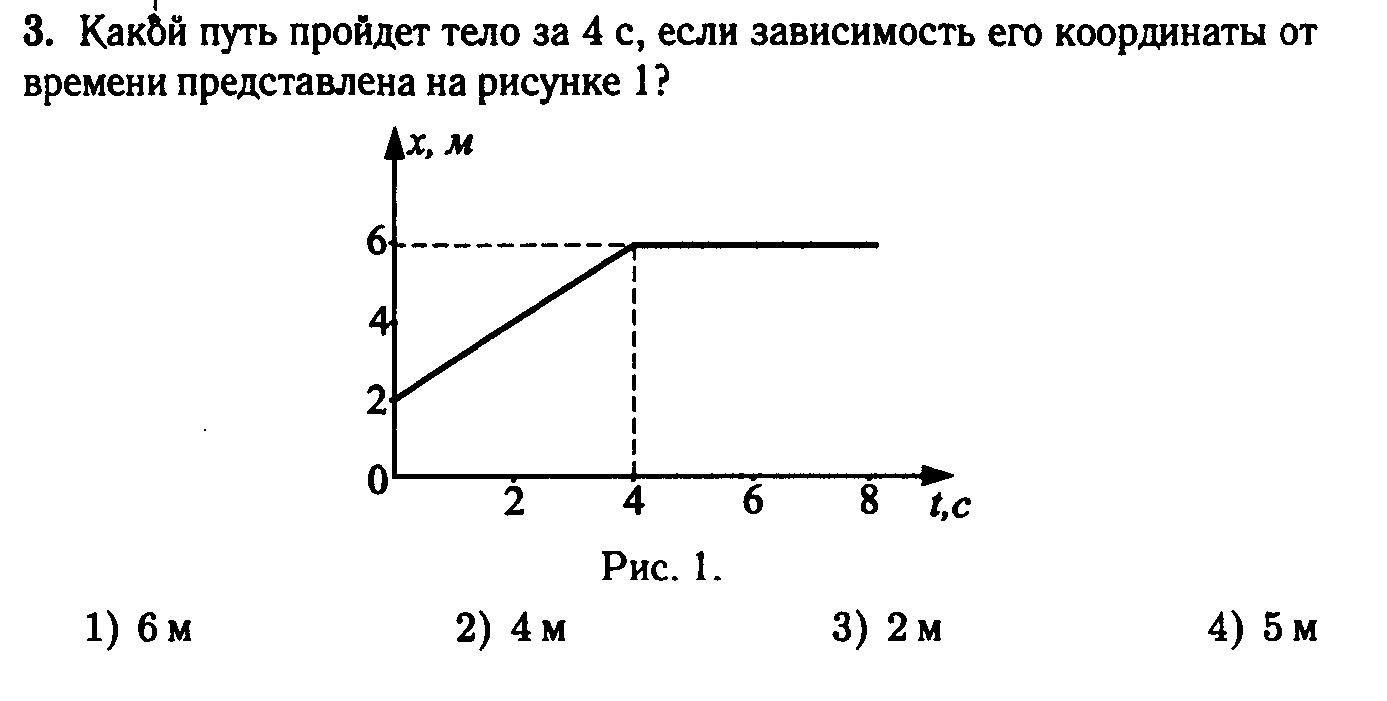 3. Какой путь пройдет тело за 4 с, если зависимость его координаты от
времени представлена на рисунке 1?
x, м
6
4
2
0
2 4 6 8 t,с
Рис. 1.
1) 6 м 2) 4 м 3) 2 м 4) 5 м